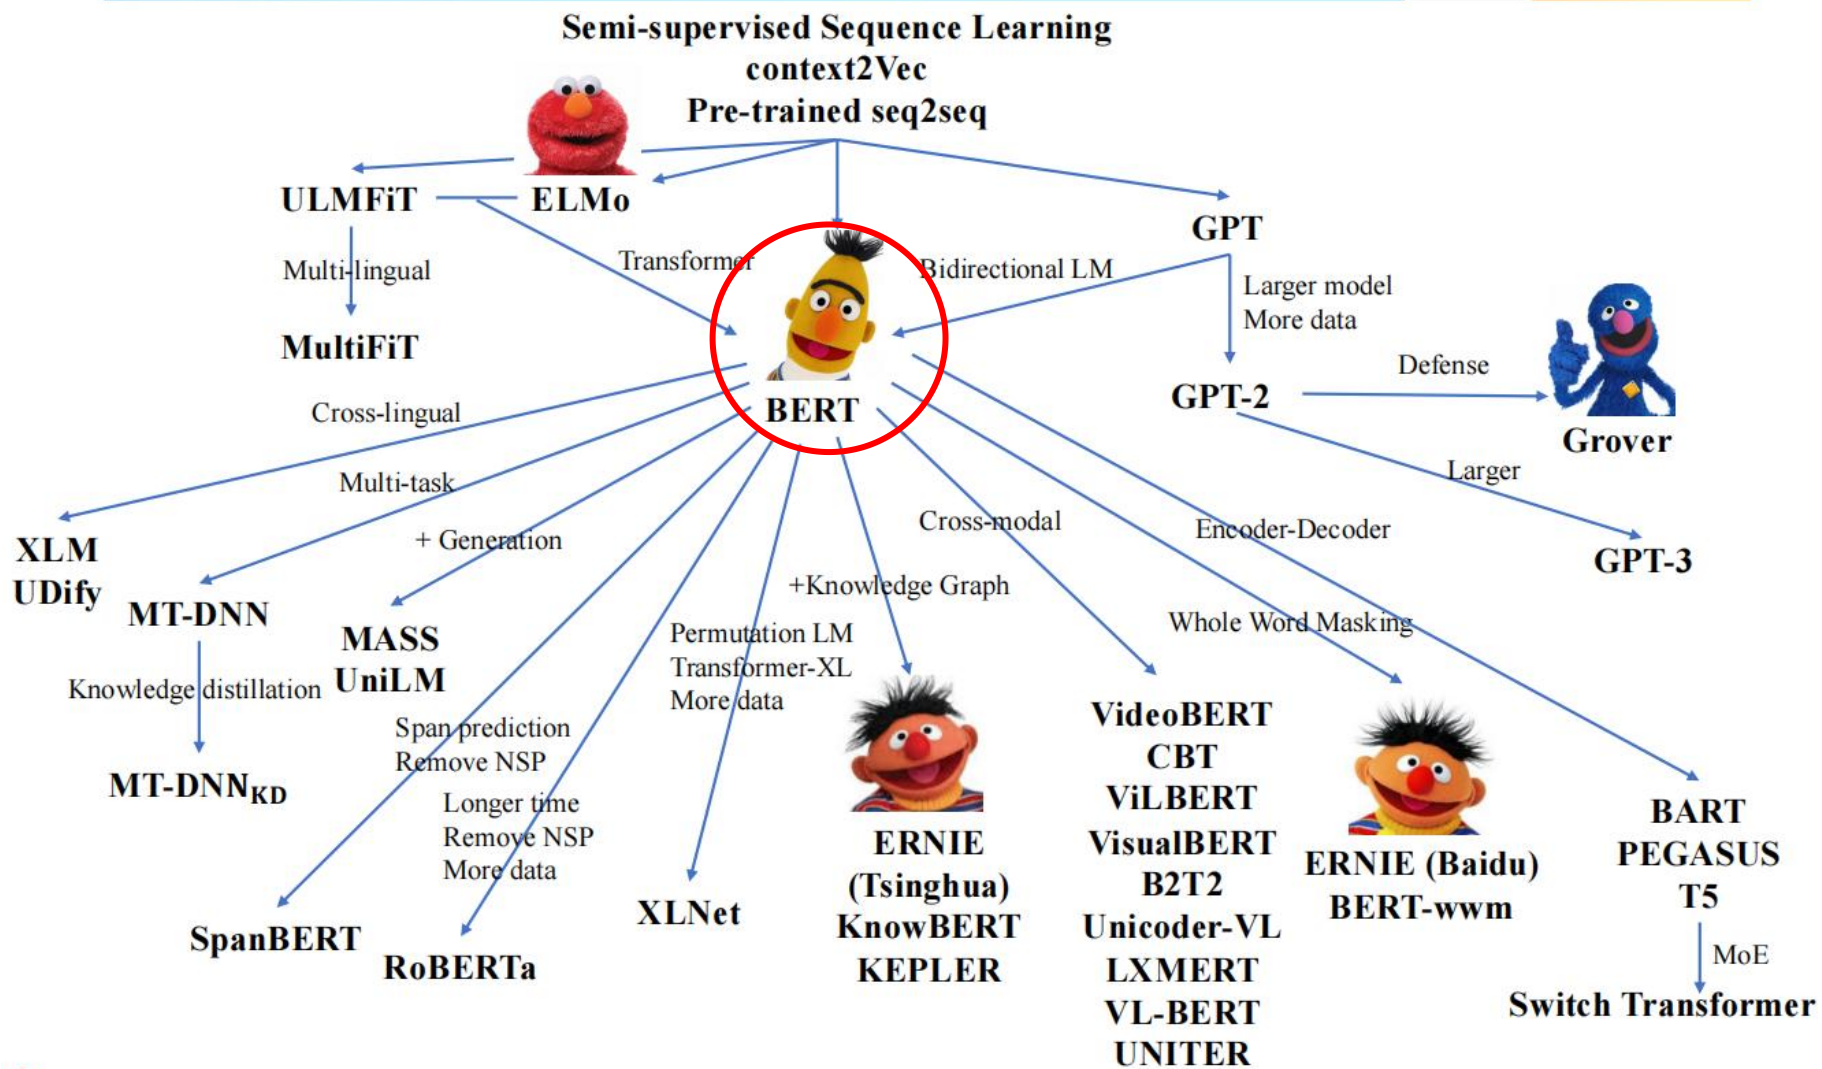 Semi-supervised Sequence Learning
context2Vec
Pre-trained seq2seq
ULMFiT
ELMo
GPT
Multi-lingual
Transformer
Bidirectional LM
Larger model
More data
MultiFiT
Defense
GPT-2
BERT
Cross-lingual
Grover
Larger
Multi-task
Cross-modal
Encoder-Decoder
+ Generation
XLM
UDify
GPT-3
+Knowledge Graph
MT-DNN
Whole Word Masking
MASS
UniLM
Permutation LM
Transformer-XL
More data
Knowledge distillation
Span prediction
Remove NSP
MT-DNNKD
Longer time
Remove NSP
More data
SpanBERT
RoBERTa
XLNet
ERNIE
(Tsinghua)
KnowBERT
KEPLER
VideoBERT
CBT
ViLBERT
VisualBERT
B2T2
Unicoder-VL
LXMERT
VL-BERT
UNITER
ERNIE (Baidu)
BERT-wwm
BART
PEGASUS
T5
MoE
Switch Transformer